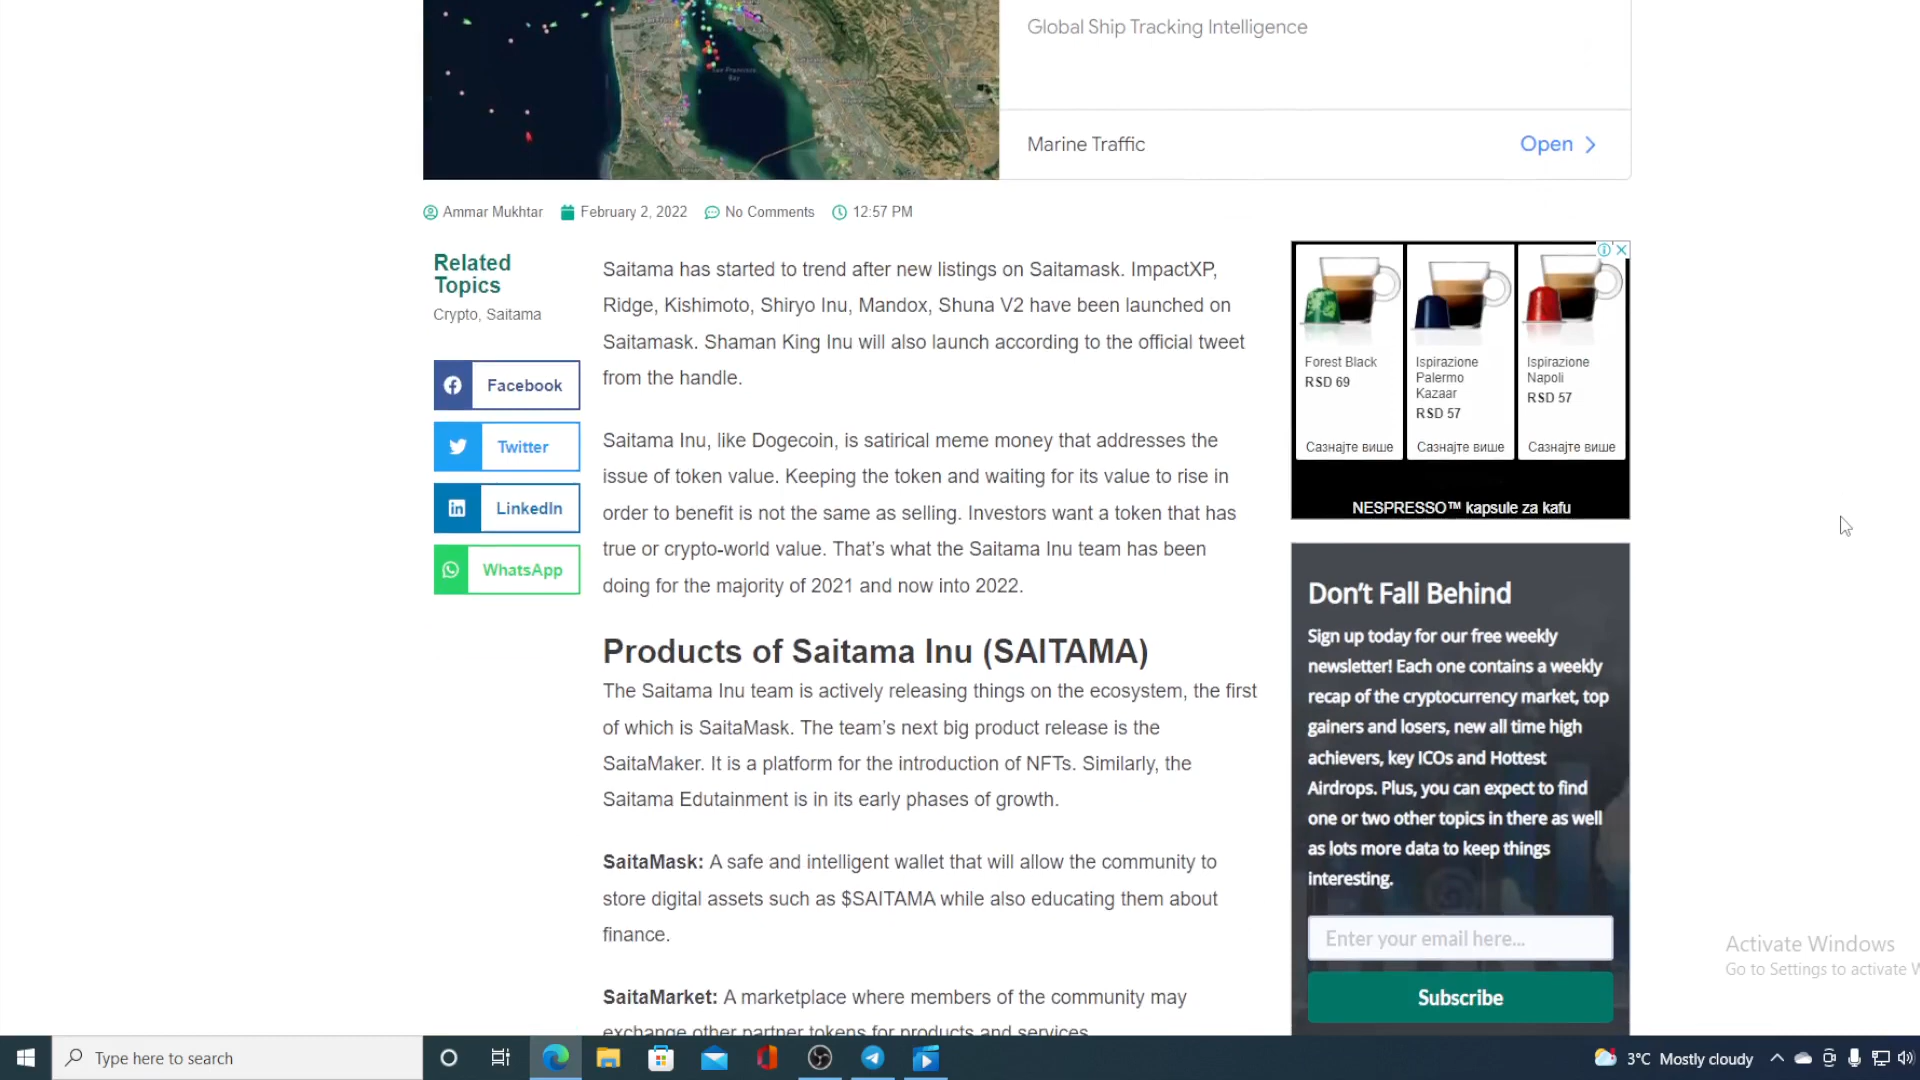 Global Ship Tracking Intelligence
Marine Traffic
Open
Ammar Mukhtar
February 2, 2022
No Comments
12:57 PM
Related
Topics
Crypto, Saitama
Facebook
Twitter
LinkedIn
WhatsApp
Saitama has started to trend after new listings on Saitamask. ImpactXP,
Ridge, Kishimoto, Shiryo Inu, Mandox, Shuna V2 have been launched on
Saitamask. Shaman King Inu will also launch according to the official tweet
from the handle.
Saitama Inu, like Dogecoin, is satirical meme money that addresses the
issue of token value. Keeping the token and waiting for its value to rise in
order to benefit is not the same as selling. Investors want a token that has
true or crypto-world value. That’s what the Saitama Inu team has been
doing for the majority of 2021 and now into 2022.
Products of Saitama Inu (SAITAMA)
The Saitama Inu team is actively releasing things on the ecosystem, the first
of which is SaitaMask. The team’s next big product release is the
SaitaMaker. It is a platform for the introduction of NFTs. Similarly, the
Saitama Edutainment is in its early phases of growth.
SaitaMask: A safe and intelligent wallet that will allow the community to
store digital assets such as $SAITAMA while also educating them about
finance.
SaitaMarket: A marketplace where members of the community may
exchange other partner tokens for products and services.
Forest Black
RSD 69
Сазнајте више
Ispirazione
Palermo
Kazaar
RSD 57
Сазнајте више
Ispirazione
Napoli
RSD 57
Сазнајте више
NESPRESSO™ kapsule za kafu
Don’t Fall Behind
Sign up today for our free weekly
newsletter! Each one contains a weekly
recap of the cryptocurrency market, top
gainers and losers, new all time high
achievers, key ICOs and Hottest
Airdrops. Plus, you can expect to find
one or two other topics in there as well
as lots more data to keep things
interesting.
Enter your email here...
Subscribe
Activate Windows
Go to Settings to activate W
Type here to search
3°C Mostly cloudy